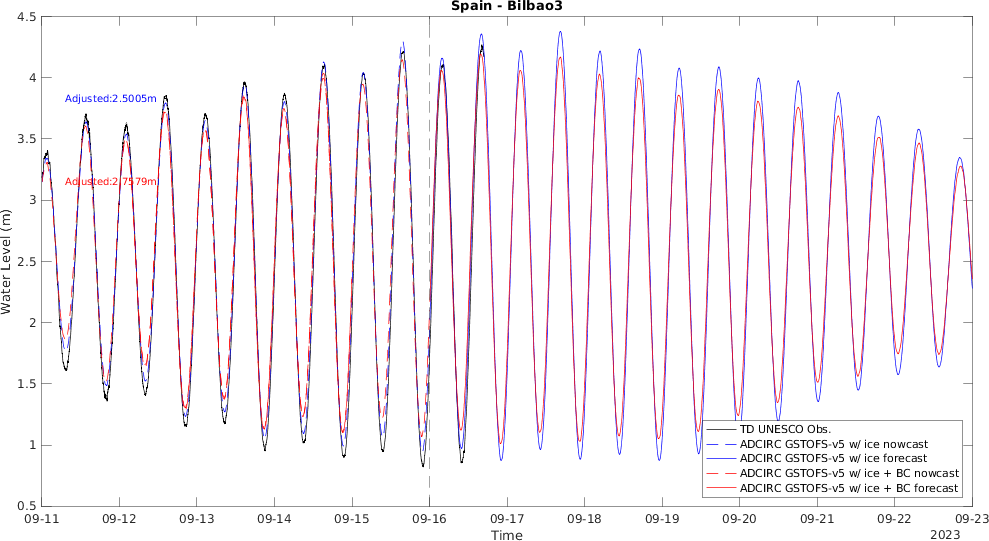 Spain - Bilbao3
4.5
4
3.5
3
2.5
2
1.5
1
0.5
Water Level (m)
Adjusted:2.5005m
Adjusted:2.7579m
TD UNESCO Obs.
ADCIRC GSTOFS-v5 w/ ice nowcast
ADCIRC GSTOFS-v5 w/ ice forecast
ADCIRC GSTOFS-v5 w/ ice + BC nowcast
ADCIRC GSTOFS-v5 w/ ice + BC forecast
09-11 09-12 09-13 09-14 09-15 09-16 09-17 09-18 09-19 09-20 09-21 09-22 09-23
Time
2023